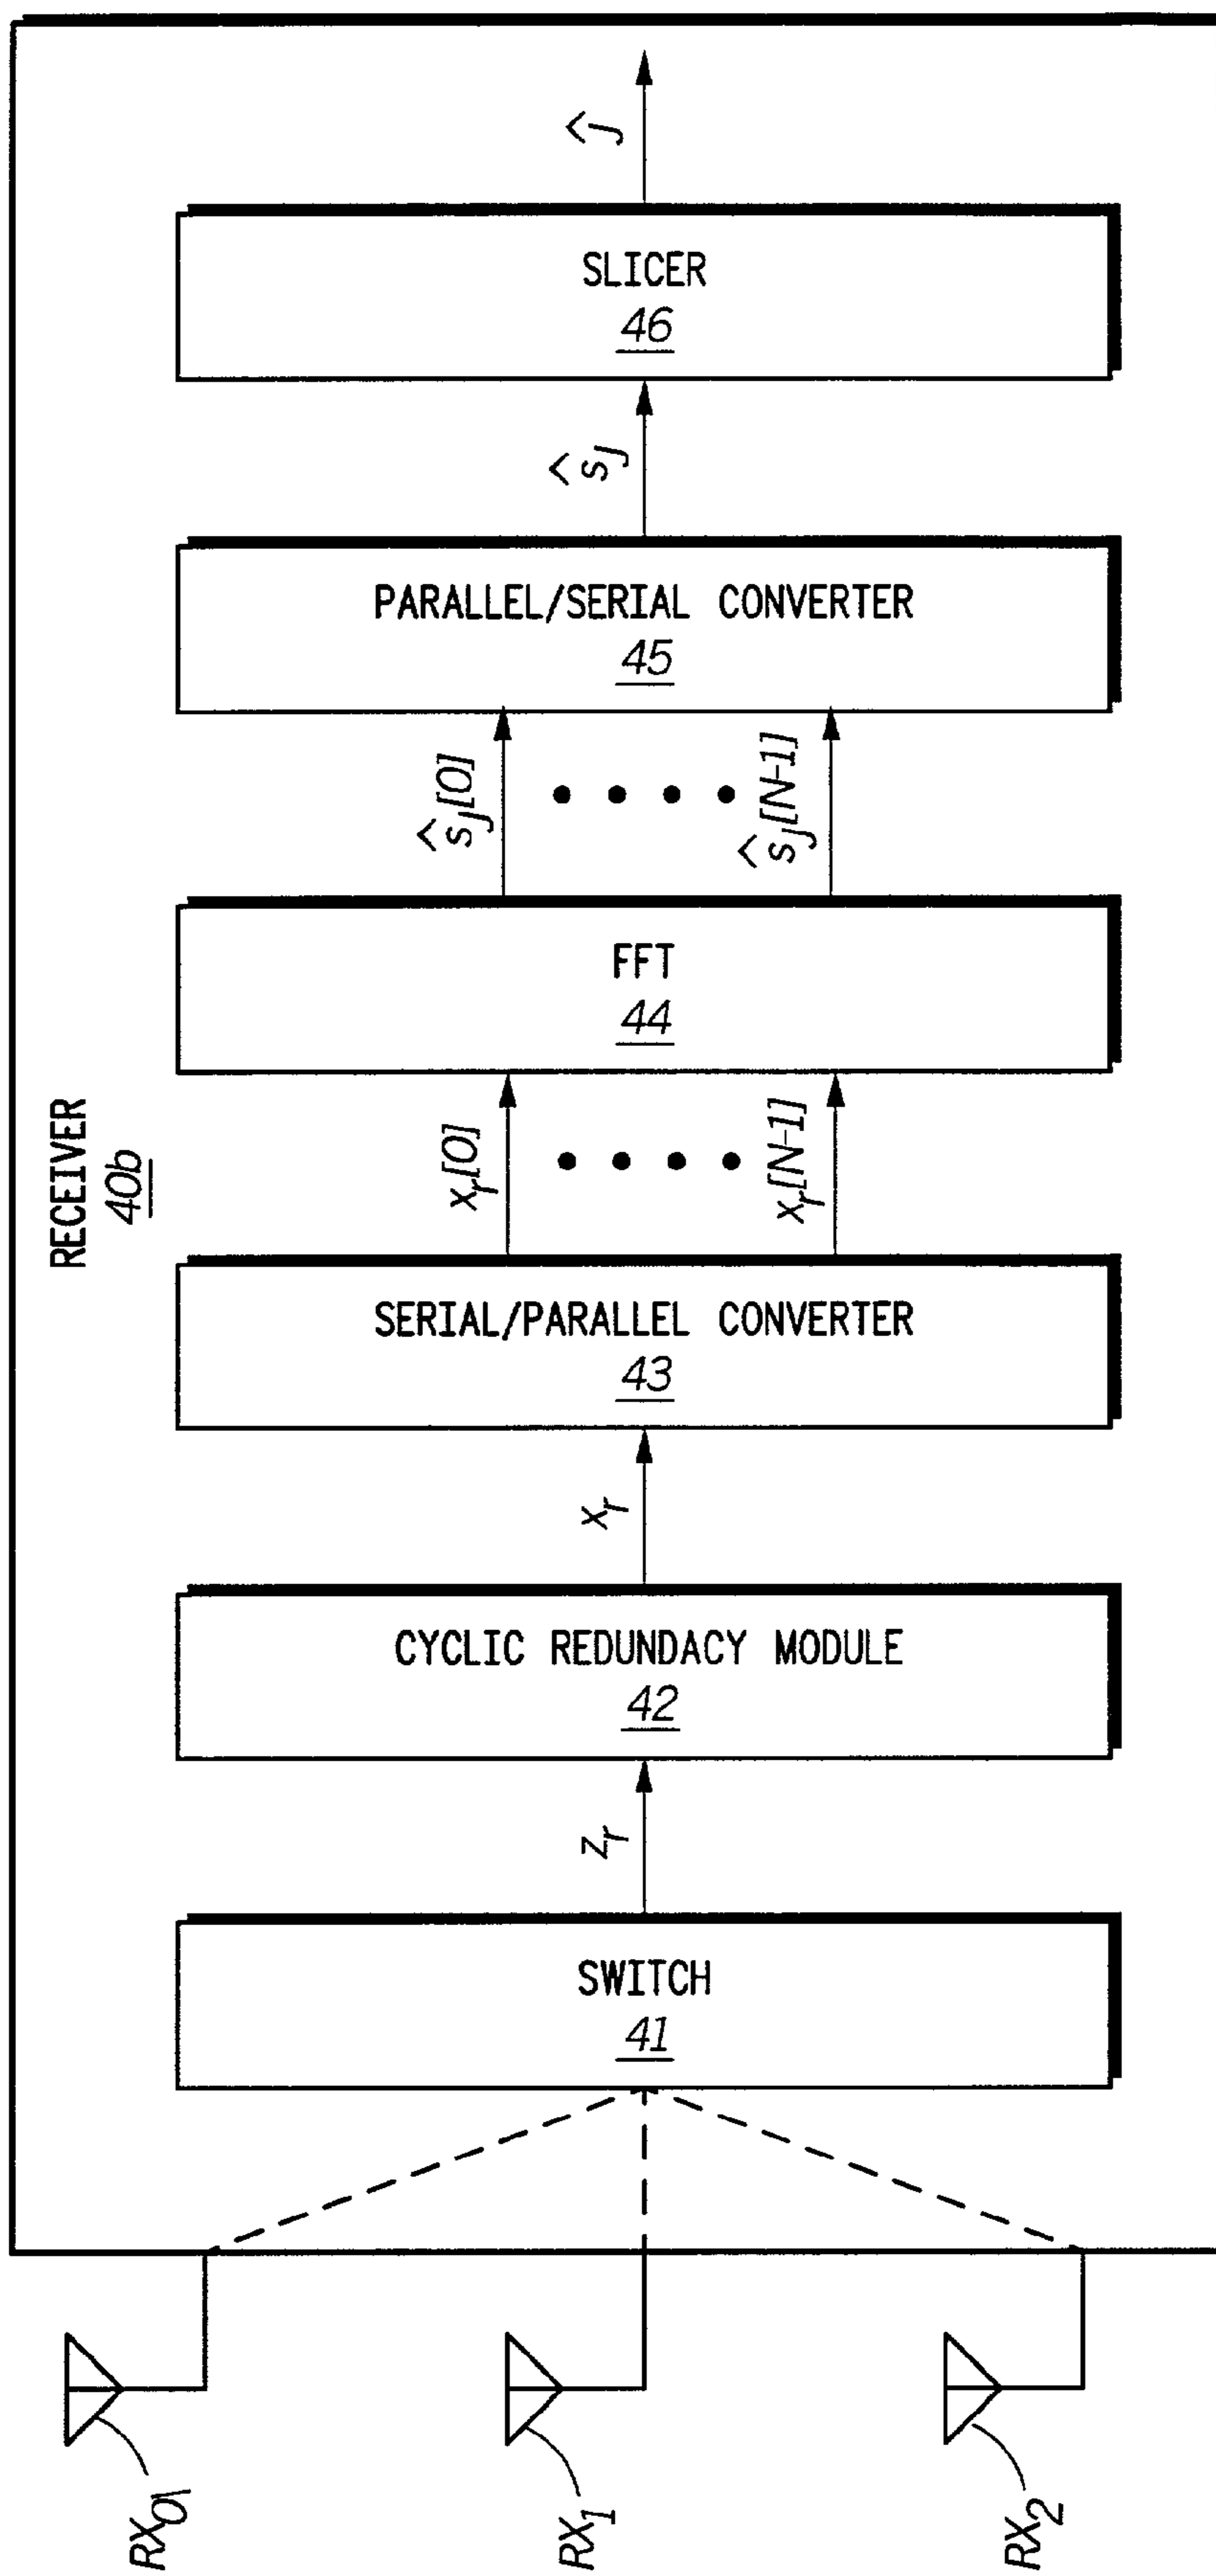 RECEIVER
40b
RX0
RX1
RX2
SWITCH
41
zr
CYCLIC REDUNDACY MODULE
42
xr
SERIAL/PARALLEL CONVERTER
43
xr[0]
xr[N-1]
FFT
44
ŝJ[0]
ŝJ[N-1]
PARALLEL/SERIAL CONVERTER
45
ŝJ
SLICER
46
Ĵ